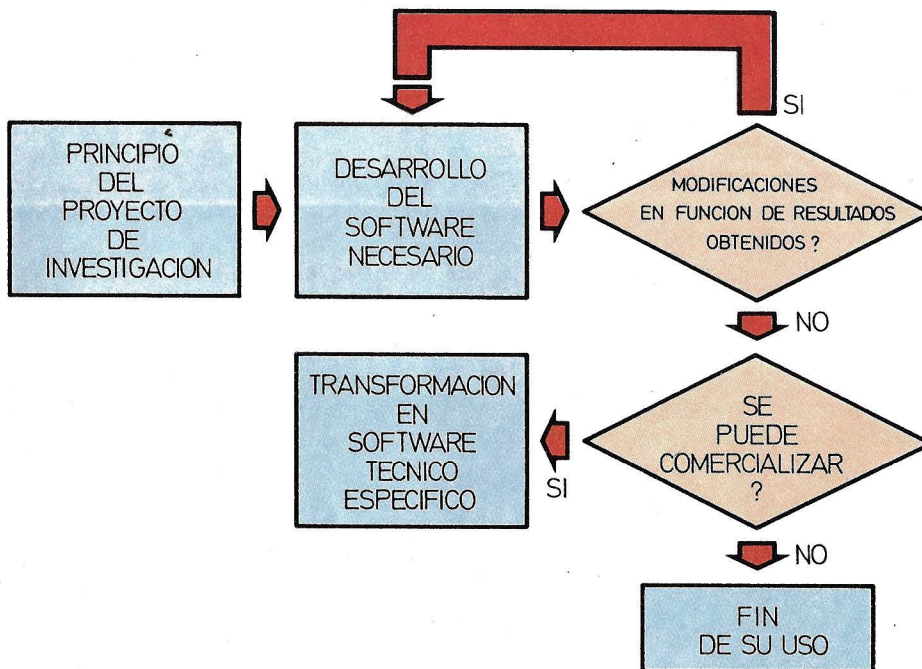 PRINCIPIO
DEL
PROYECTO
DE
INVESTIGACION
DESARROLLO
DEL
SOFTWARE
NECESARIO
SI
MODIFICACIONES
EN FUNCION DE RESULTADOS
OBTENIDOS ?
NO
SE
PUEDE
COMERCIALIZAR
?
SI
TRANSFORMACION
EN
SOFTWARE
TECNICO
ESPECIFICO
NO
FIN
DE SU USO